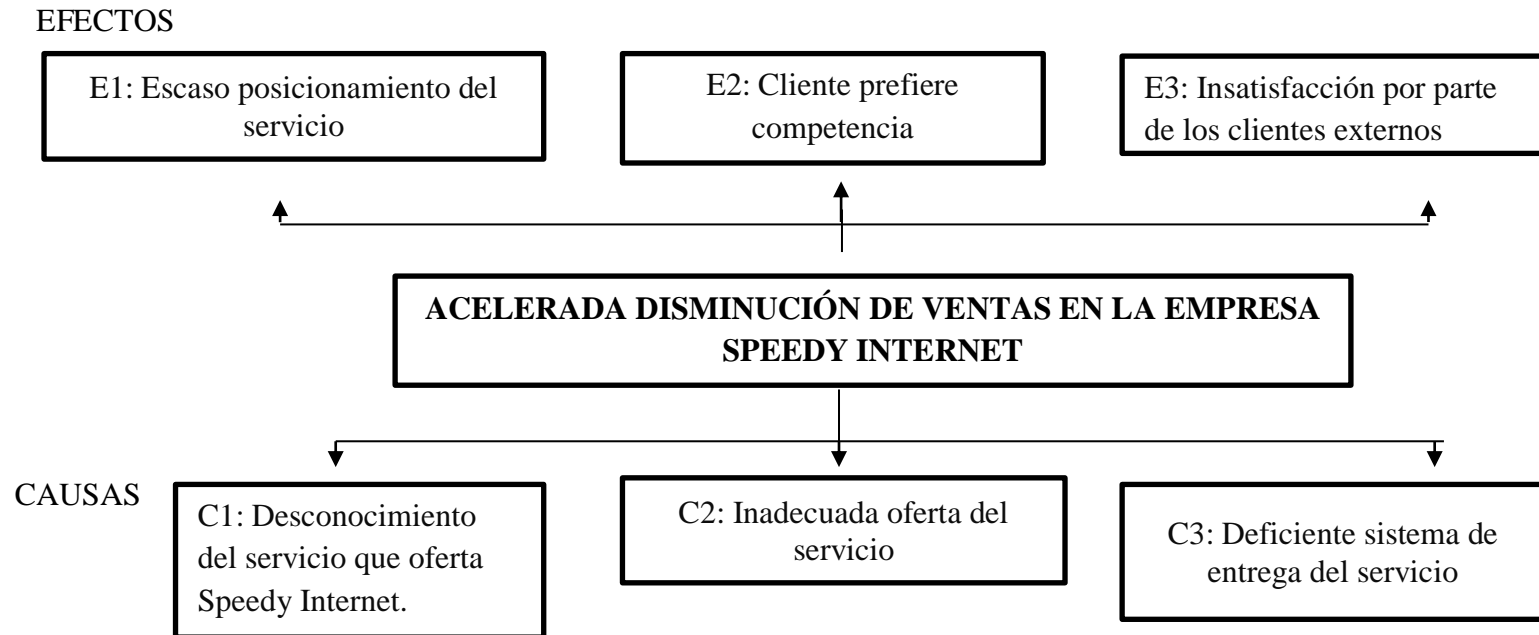 EFECTOS
E1: Escaso posicionamiento del
servicio
E2: Cliente prefiere
competencia
E3: Insatisfacción por parte
de los clientes externos
ACELERADA DISMINUCIÓN DE VENTAS EN LA EMPRESA
SPEEDY INTERNET
CAUSAS
C1: Desconocimiento
del servicio que oferta
Speedy Internet.
C2: Inadecuada oferta del
servicio
C3: Deficiente sistema de
entrega del servicio